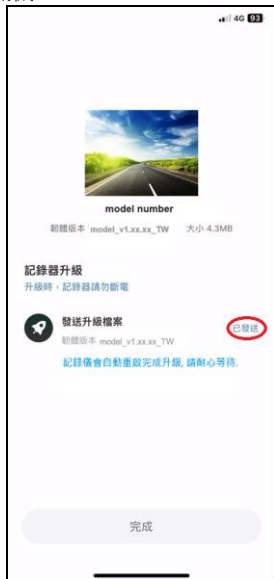 4G 93
model number
韌體版本 model_v1.xx.xx_TW 大小 4.3MB
記錄器升級
升級時，記錄器請勿斷電
發送升級檔案
已發送
韌體版本 model_v1.xx.xx_TW
記錄儀會自動重啟完成升級, 請耐心等待.
完成